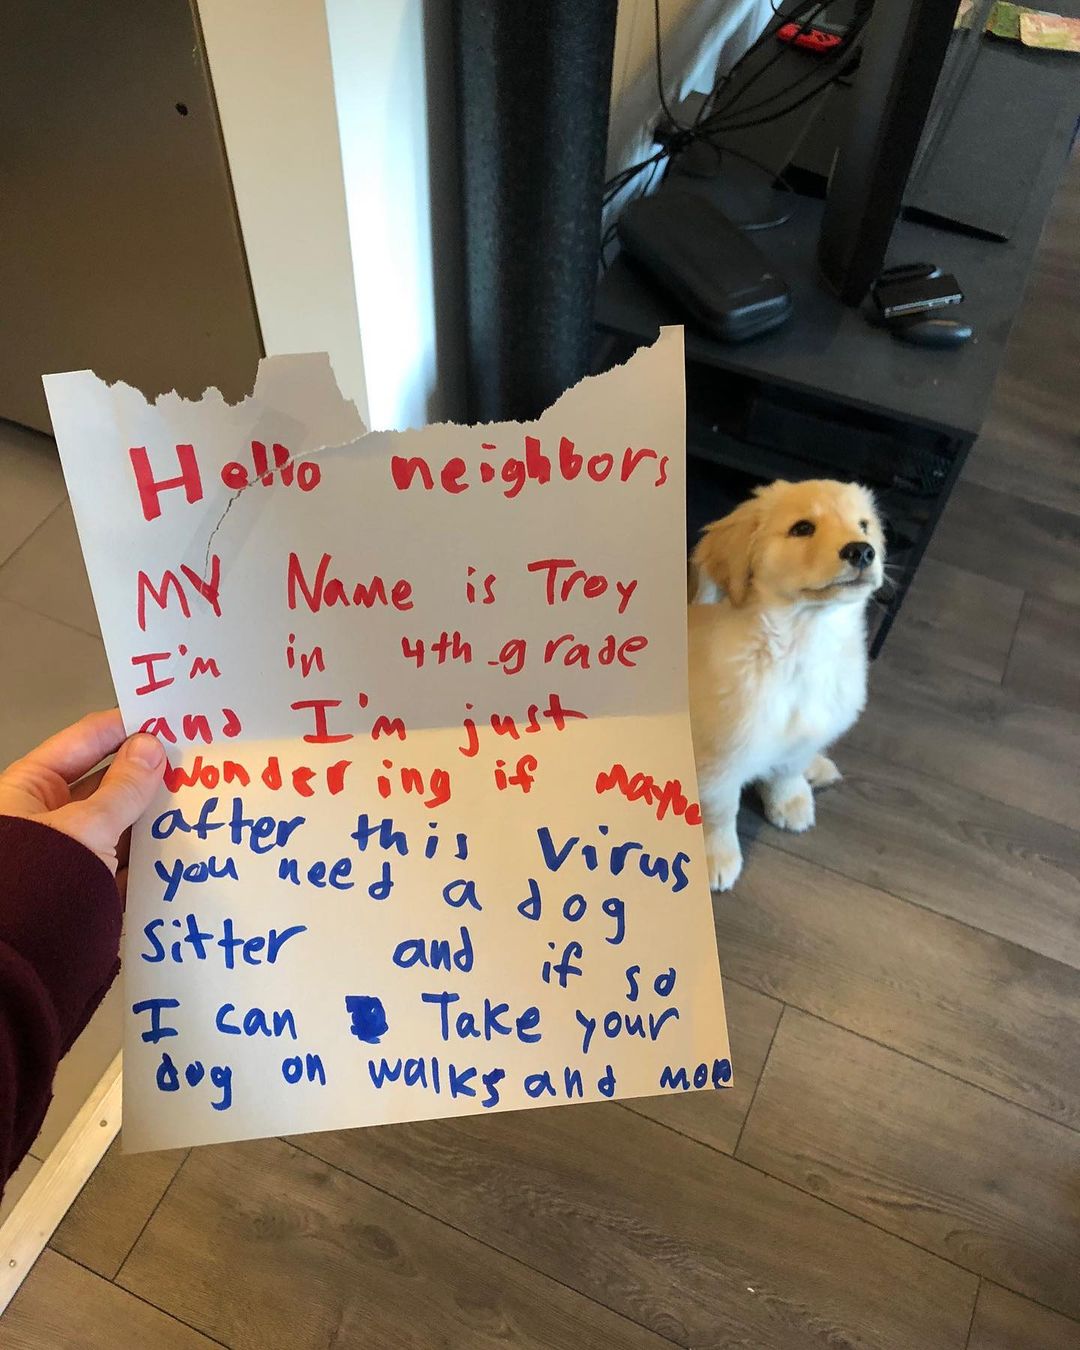 Hello neighbors
MY Name is Troy
I'm in 4th grade
and I'm just
wondering if Maybe
after this Virus
you need a dog
sitter and if so
I can Take your
dog on walks and more